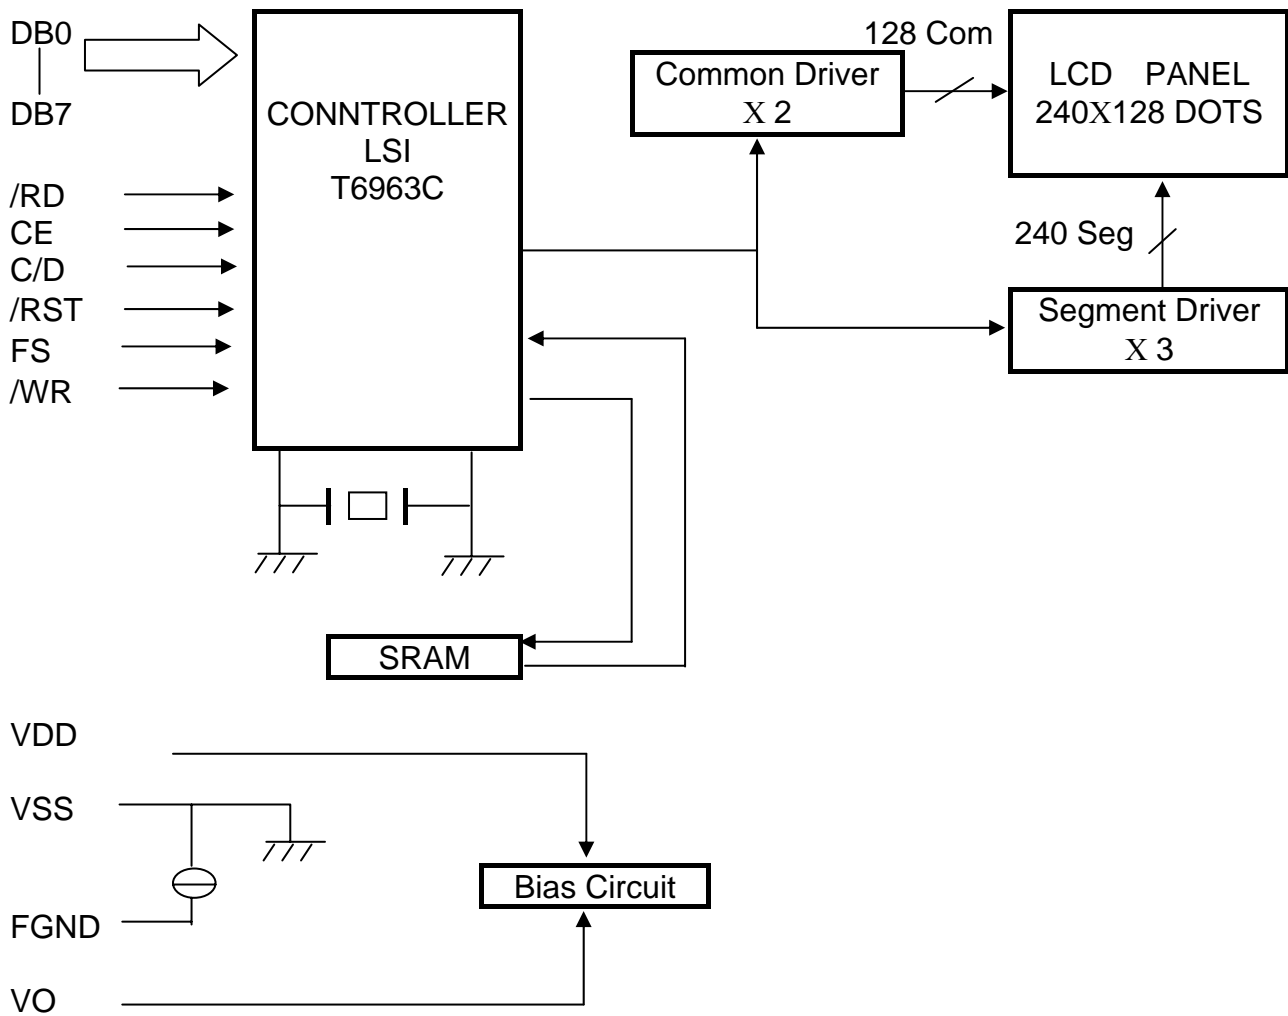 DB0
DB7
/RD
CE
C/D
/RST
FS
/WR
CONNTROLLER
LSI
T6963C
Common Driver
X 2
128 Com
LCD PANEL
240X128 DOTS
240 Seg
Segment Driver
X 3
SRAM
VDD
VSS
FGND
VO
Bias Circuit